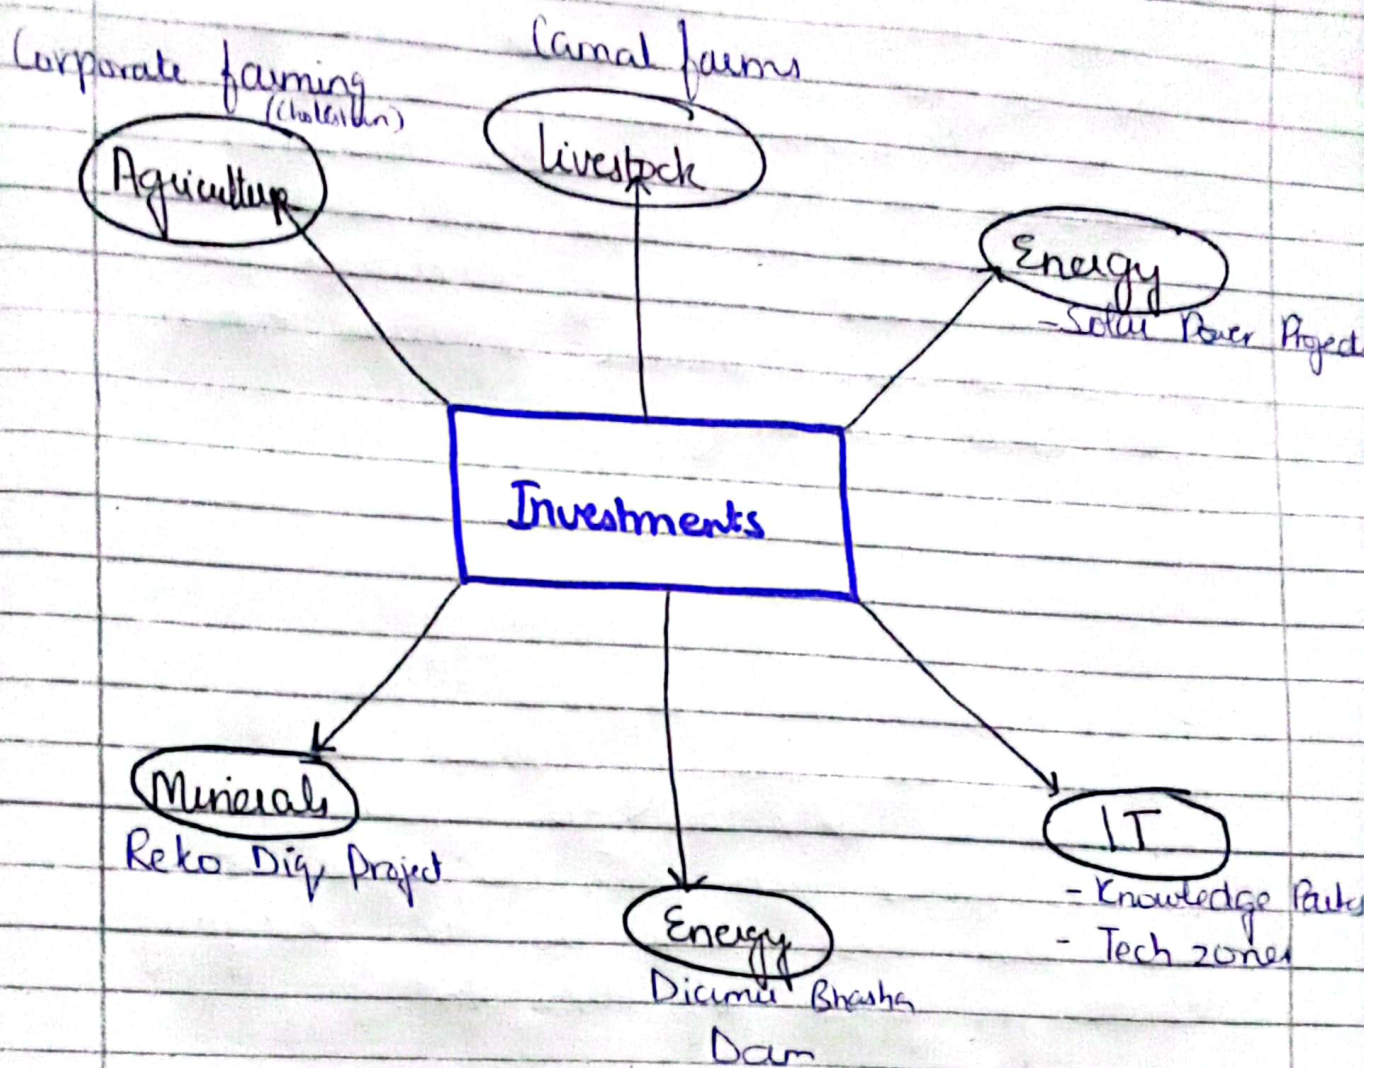 Camal farms
Corporate farming
(Cholistan)
Livestock
Agriculture
Energy
- Solar Power Project
Investments
Minerals
Reko Diq Project
IT
- Knowledge Parks
- Tech zones
Energy
Diamir Bhasha
Dam